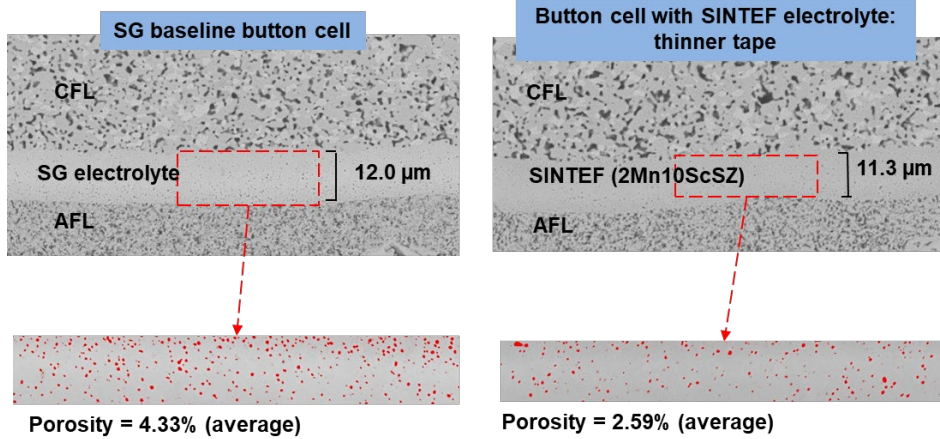 SG baseline button cell
CFL
SG electrolyte
12.0 µm
AFL
Porosity = 4.33% (average)
Button cell with SINTEF electrolyte:
thinner tape
CFL
SINTEF (2Mn10ScSZ)
11.3 µm
AFL
Porosity = 2.59% (average)